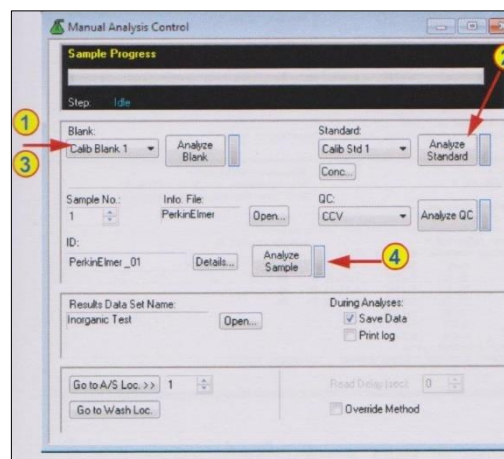 Manual Analysis Control
Sample Progress
Step: Idle
2
1
3
Blank:
Calib Blank 1
Analyze Blank
Standard:
Calib Std 1
Analyze Standard
Conc...
Sample No.:
1
Info. File:
PerkinElmer
Open...
QC:
CCV
Analyze QC
ID:
PerkinElmer_01
Details...
Analyze Sample
4
Results Data Set Name:
Inorganic Test
Open...
During Analyses:
Save Data
Print log
Go to A/S Loc. >> 1
Read Delay (sec): 0
Go to Wash Loc.
Override Method